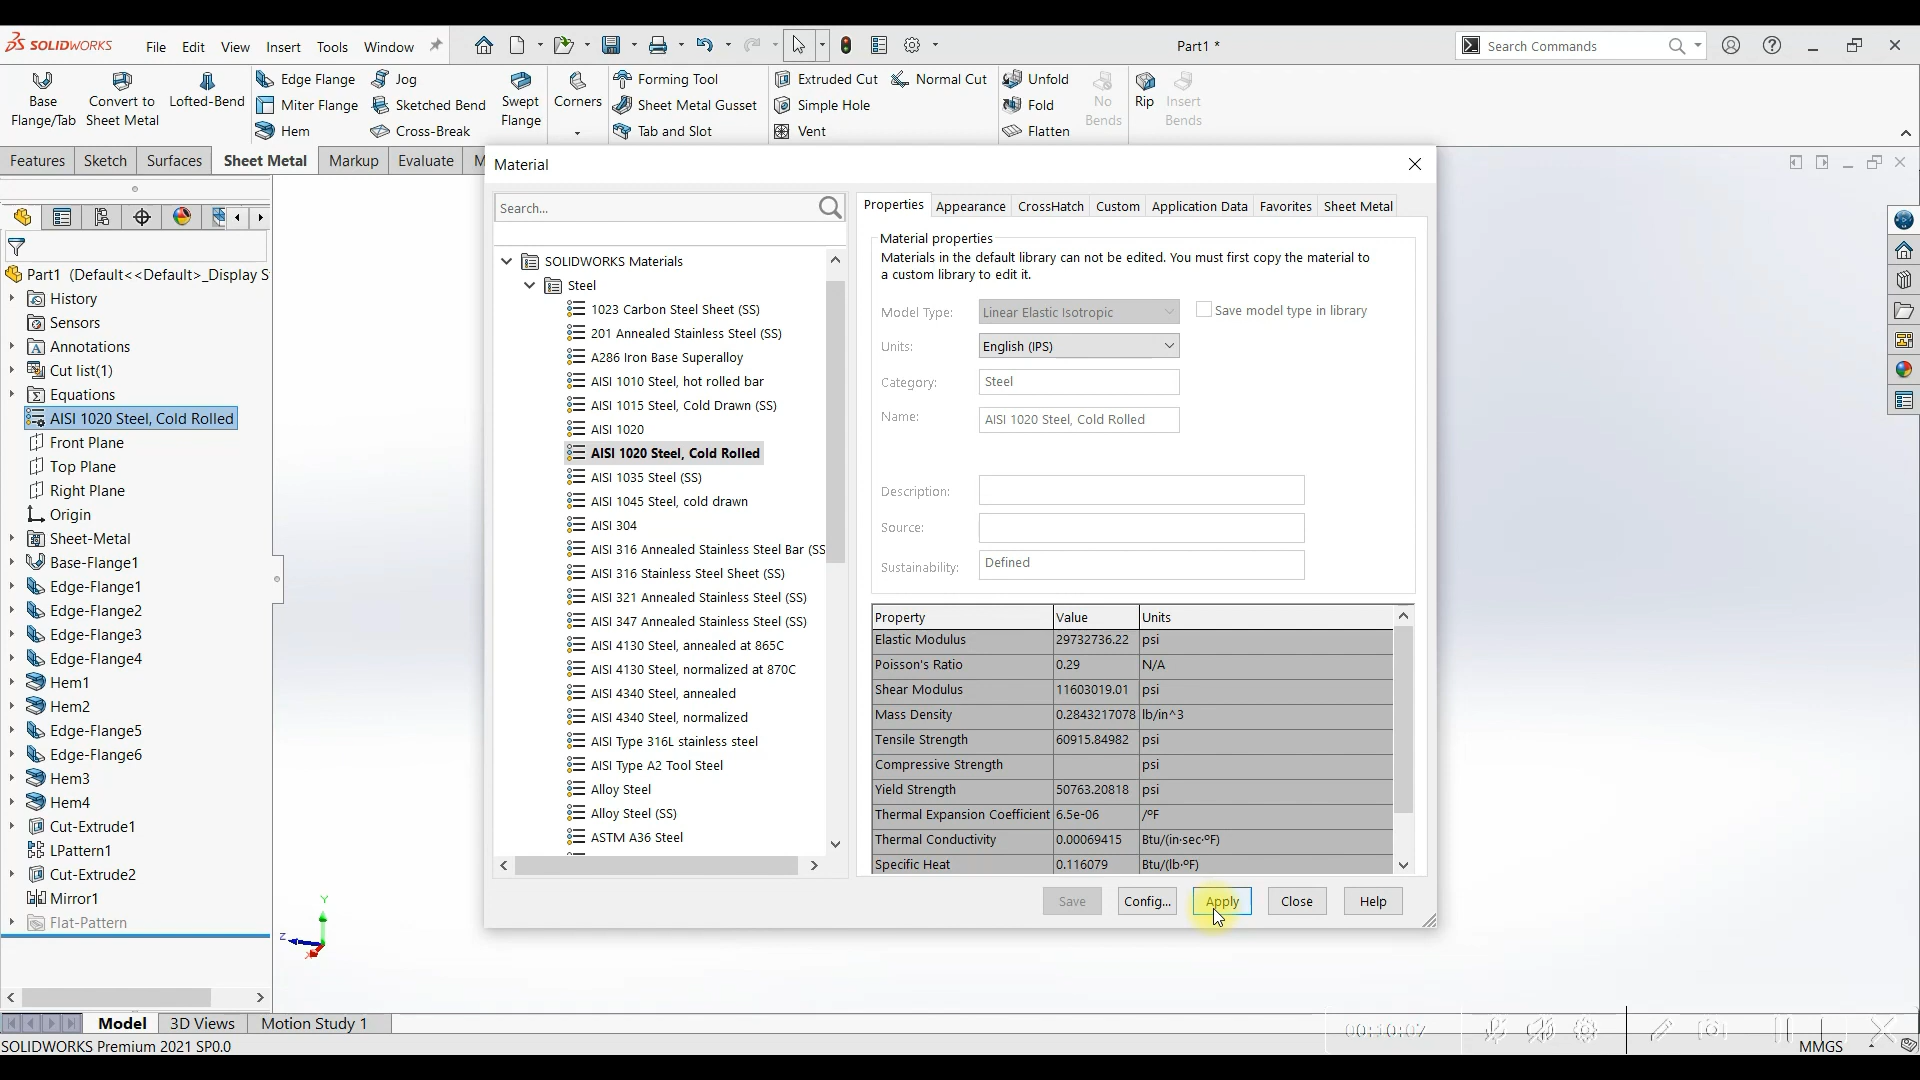 SOLIDWORKS
File Edit View Insert Tools Window
Part1 *
Search Commands
Base Flange/Tab
Convert to Sheet Metal
Lofted-Bend
Edge Flange
Miter Flange
Hem
Jog
Sketched Bend
Cross-Break
Swept Flange
Corners
Forming Tool
Sheet Metal Gusset
Tab and Slot
Extruded Cut
Simple Hole
Vent
Normal Cut
Unfold
Fold
Flatten
No Bends
Rip
Insert Bends
Features Sketch Surfaces Sheet Metal Markup Evaluate M
Part1 (Default<<Default>_Display S
History
Sensors
Annotations
Cut list(1)
Equations
AISI 1020 Steel, Cold Rolled
Front Plane
Top Plane
Right Plane
Origin
Sheet-Metal
Base-Flange1
Edge-Flange1
Edge-Flange2
Edge-Flange3
Edge-Flange4
Hem1
Hem2
Edge-Flange5
Edge-Flange6
Hem3
Hem4
Cut-Extrude1
LPattern1
Cut-Extrude2
Mirror1
Flat-Pattern
Material
Search...
SOLIDWORKS Materials
Steel
1023 Carbon Steel Sheet (SS)
201 Annealed Stainless Steel (SS)
A286 Iron Base Superalloy
AISI 1010 Steel, hot rolled bar
AISI 1015 Steel, Cold Drawn (SS)
AISI 1020
AISI 1020 Steel, Cold Rolled
AISI 1035 Steel (SS)
AISI 1045 Steel, cold drawn
AISI 304
AISI 316 Annealed Stainless Steel Bar (SS
AISI 316 Stainless Steel Sheet (SS)
AISI 321 Annealed Stainless Steel (SS)
AISI 347 Annealed Stainless Steel (SS)
AISI 4130 Steel, annealed at 865C
AISI 4130 Steel, normalized at 870C
AISI 4340 Steel, annealed
AISI 4340 Steel, normalized
AISI Type 316L stainless steel
AISI Type A2 Tool Steel
Alloy Steel
Alloy Steel (SS)
ASTM A36 Steel
Properties Appearance CrossHatch Custom Application Data Favorites Sheet Metal
Material properties
Materials in the default library can not be edited. You must first copy the material to
a custom library to edit it.
Model Type: Linear Elastic Isotropic Save model type in library
Units: English (IPS)
Category: Steel
Name: AISI 1020 Steel, Cold Rolled
Description:
Source:
Sustainability: Defined
Property Value Units
Elastic Modulus 29732736.22 psi
Poisson's Ratio 0.29 N/A
Shear Modulus 11603019.01 psi
Mass Density 0.2843217078 lb/in^3
Tensile Strength 60915.84982 psi
Compressive Strength psi
Yield Strength 50763.20818 psi
Thermal Expansion Coefficient 6.5e-06 /ºF
Thermal Conductivity 0.00069415 Btu/(in·sec·ºF)
Specific Heat 0.116079 Btu/(lb·ºF)
Save Config... Apply Close Help
Y
Z
X
Model 3D Views Motion Study 1
00:10:07
SOLIDWORKS Premium 2021 SP0.0
MMGS